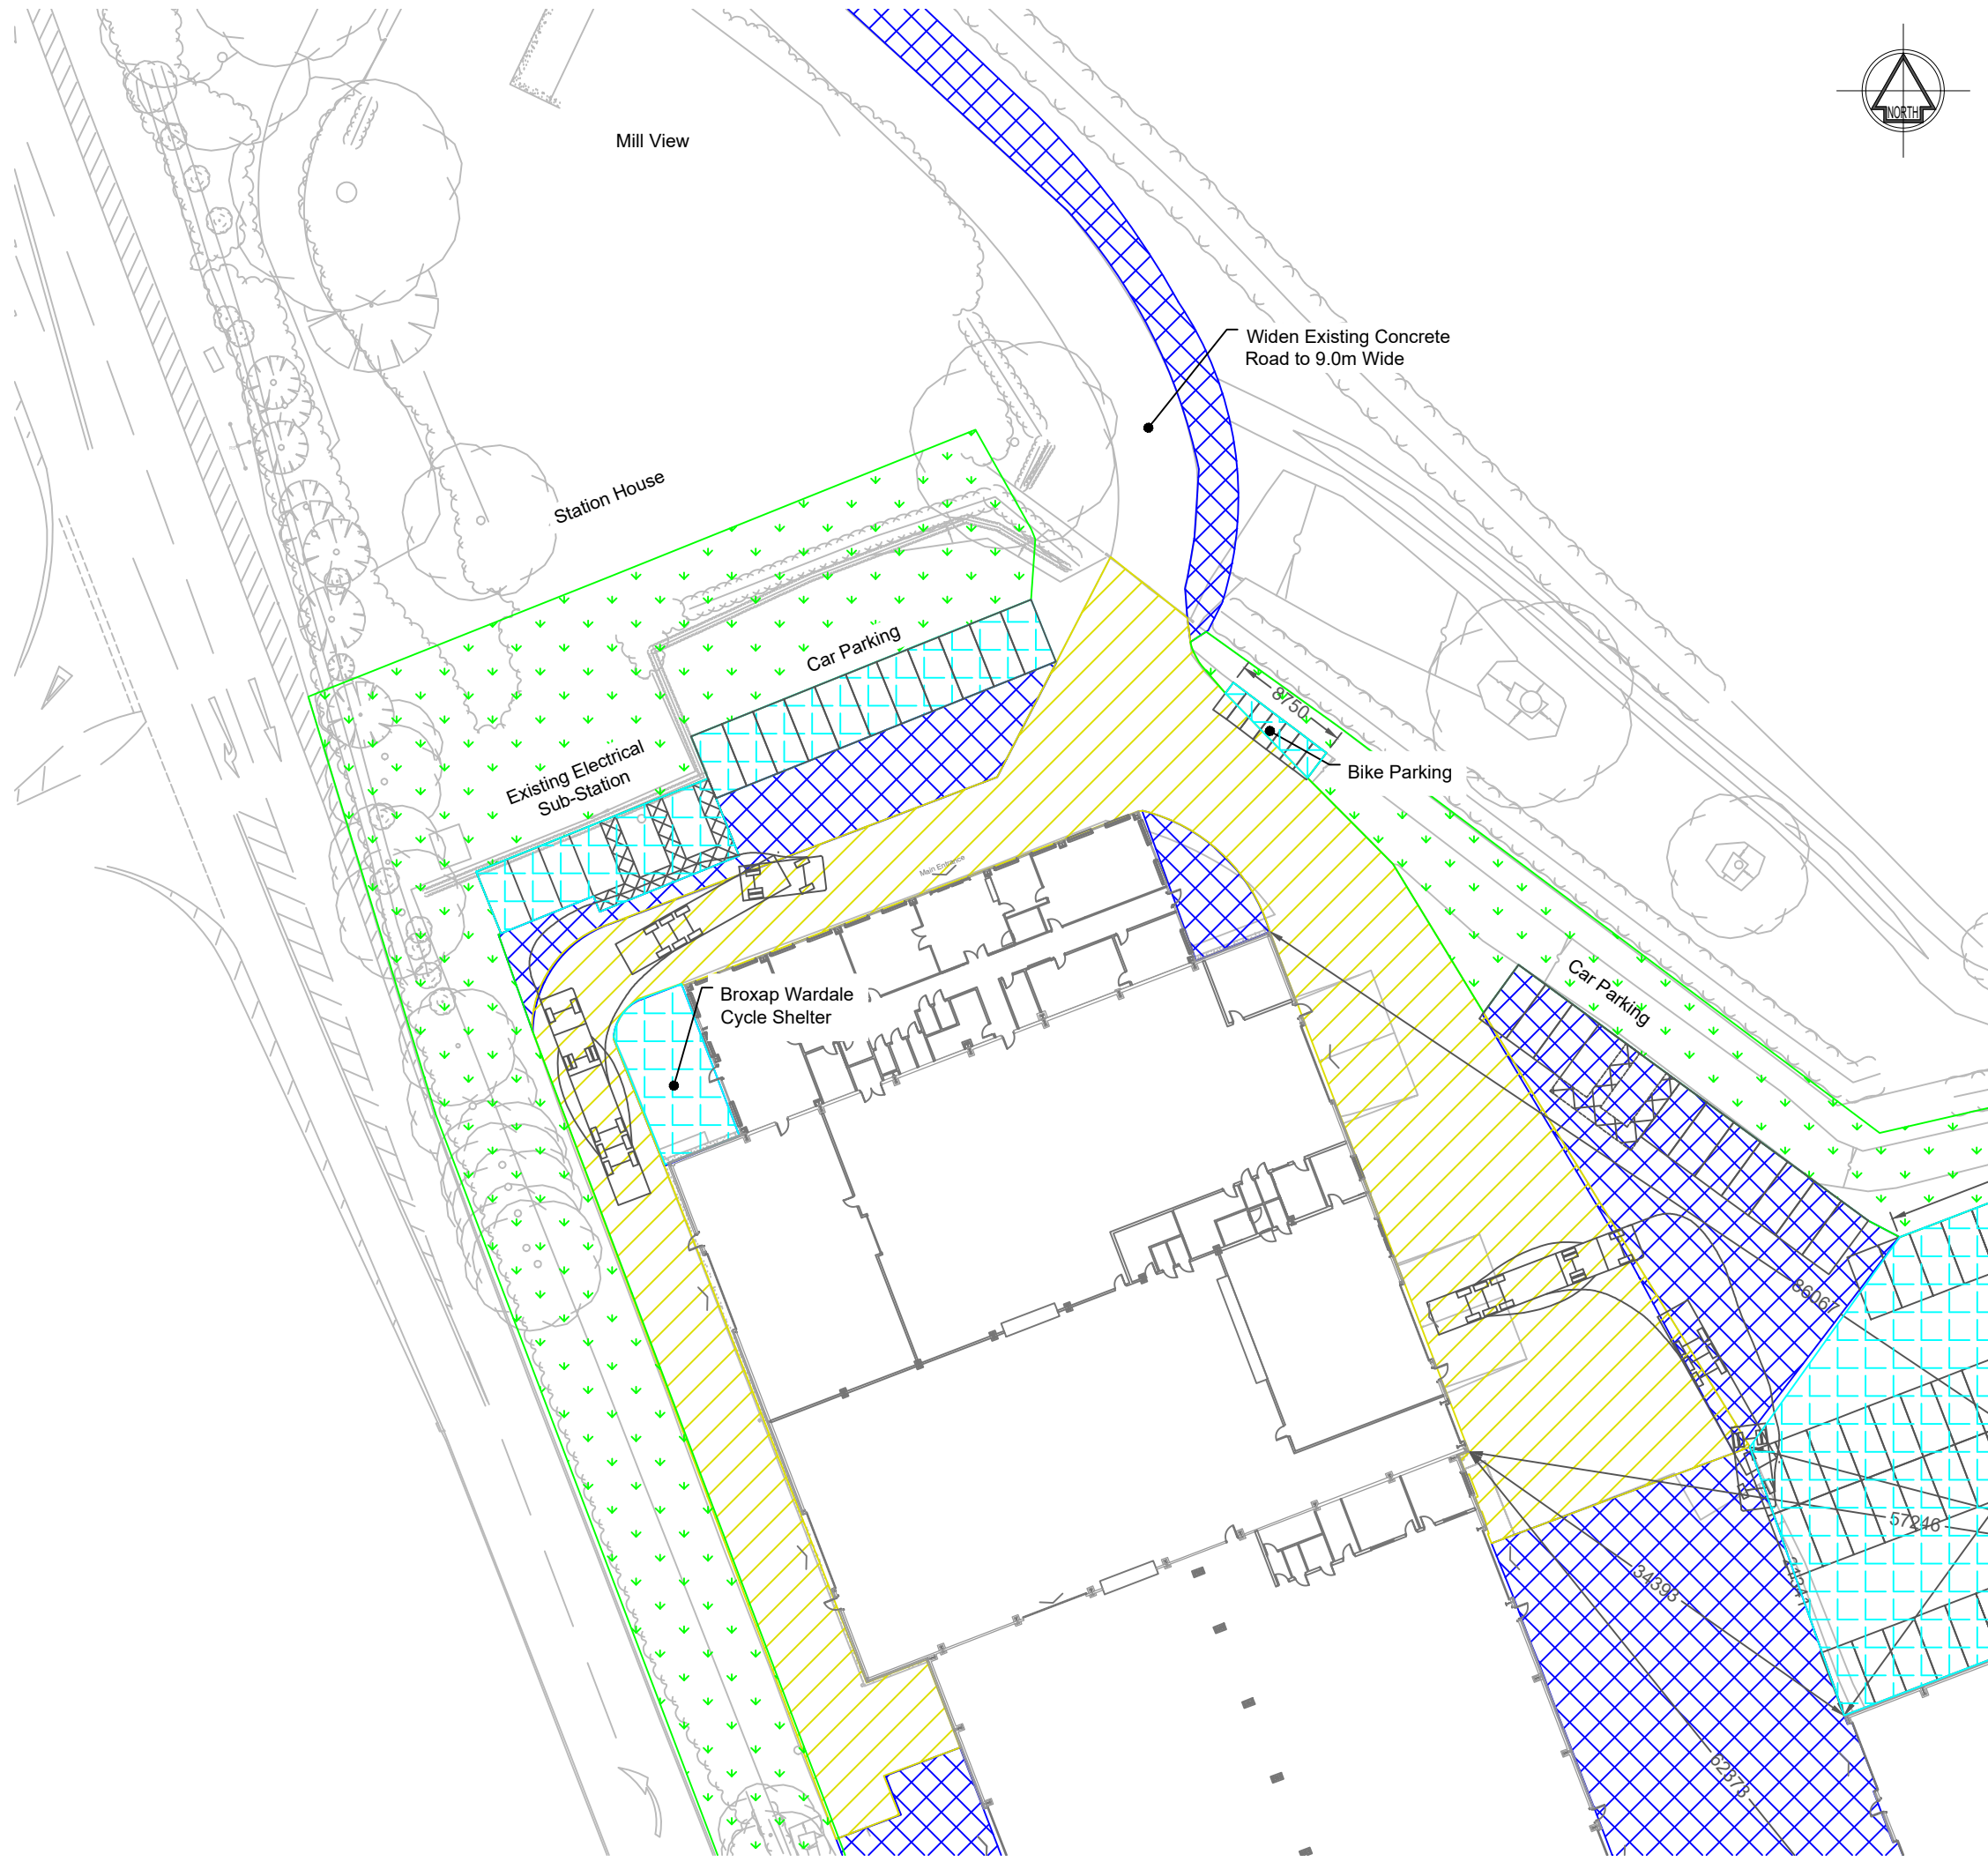 NORTH
Mill View
Widen Existing Concrete
Road to 9.0m Wide
Station House
Car Parking
8750
Existing Electrical
Sub-Station
Bike Parking
Main Entrance
Car Parking
Broxap Wardale
Cycle Shelter
86067
57246
34393
62373